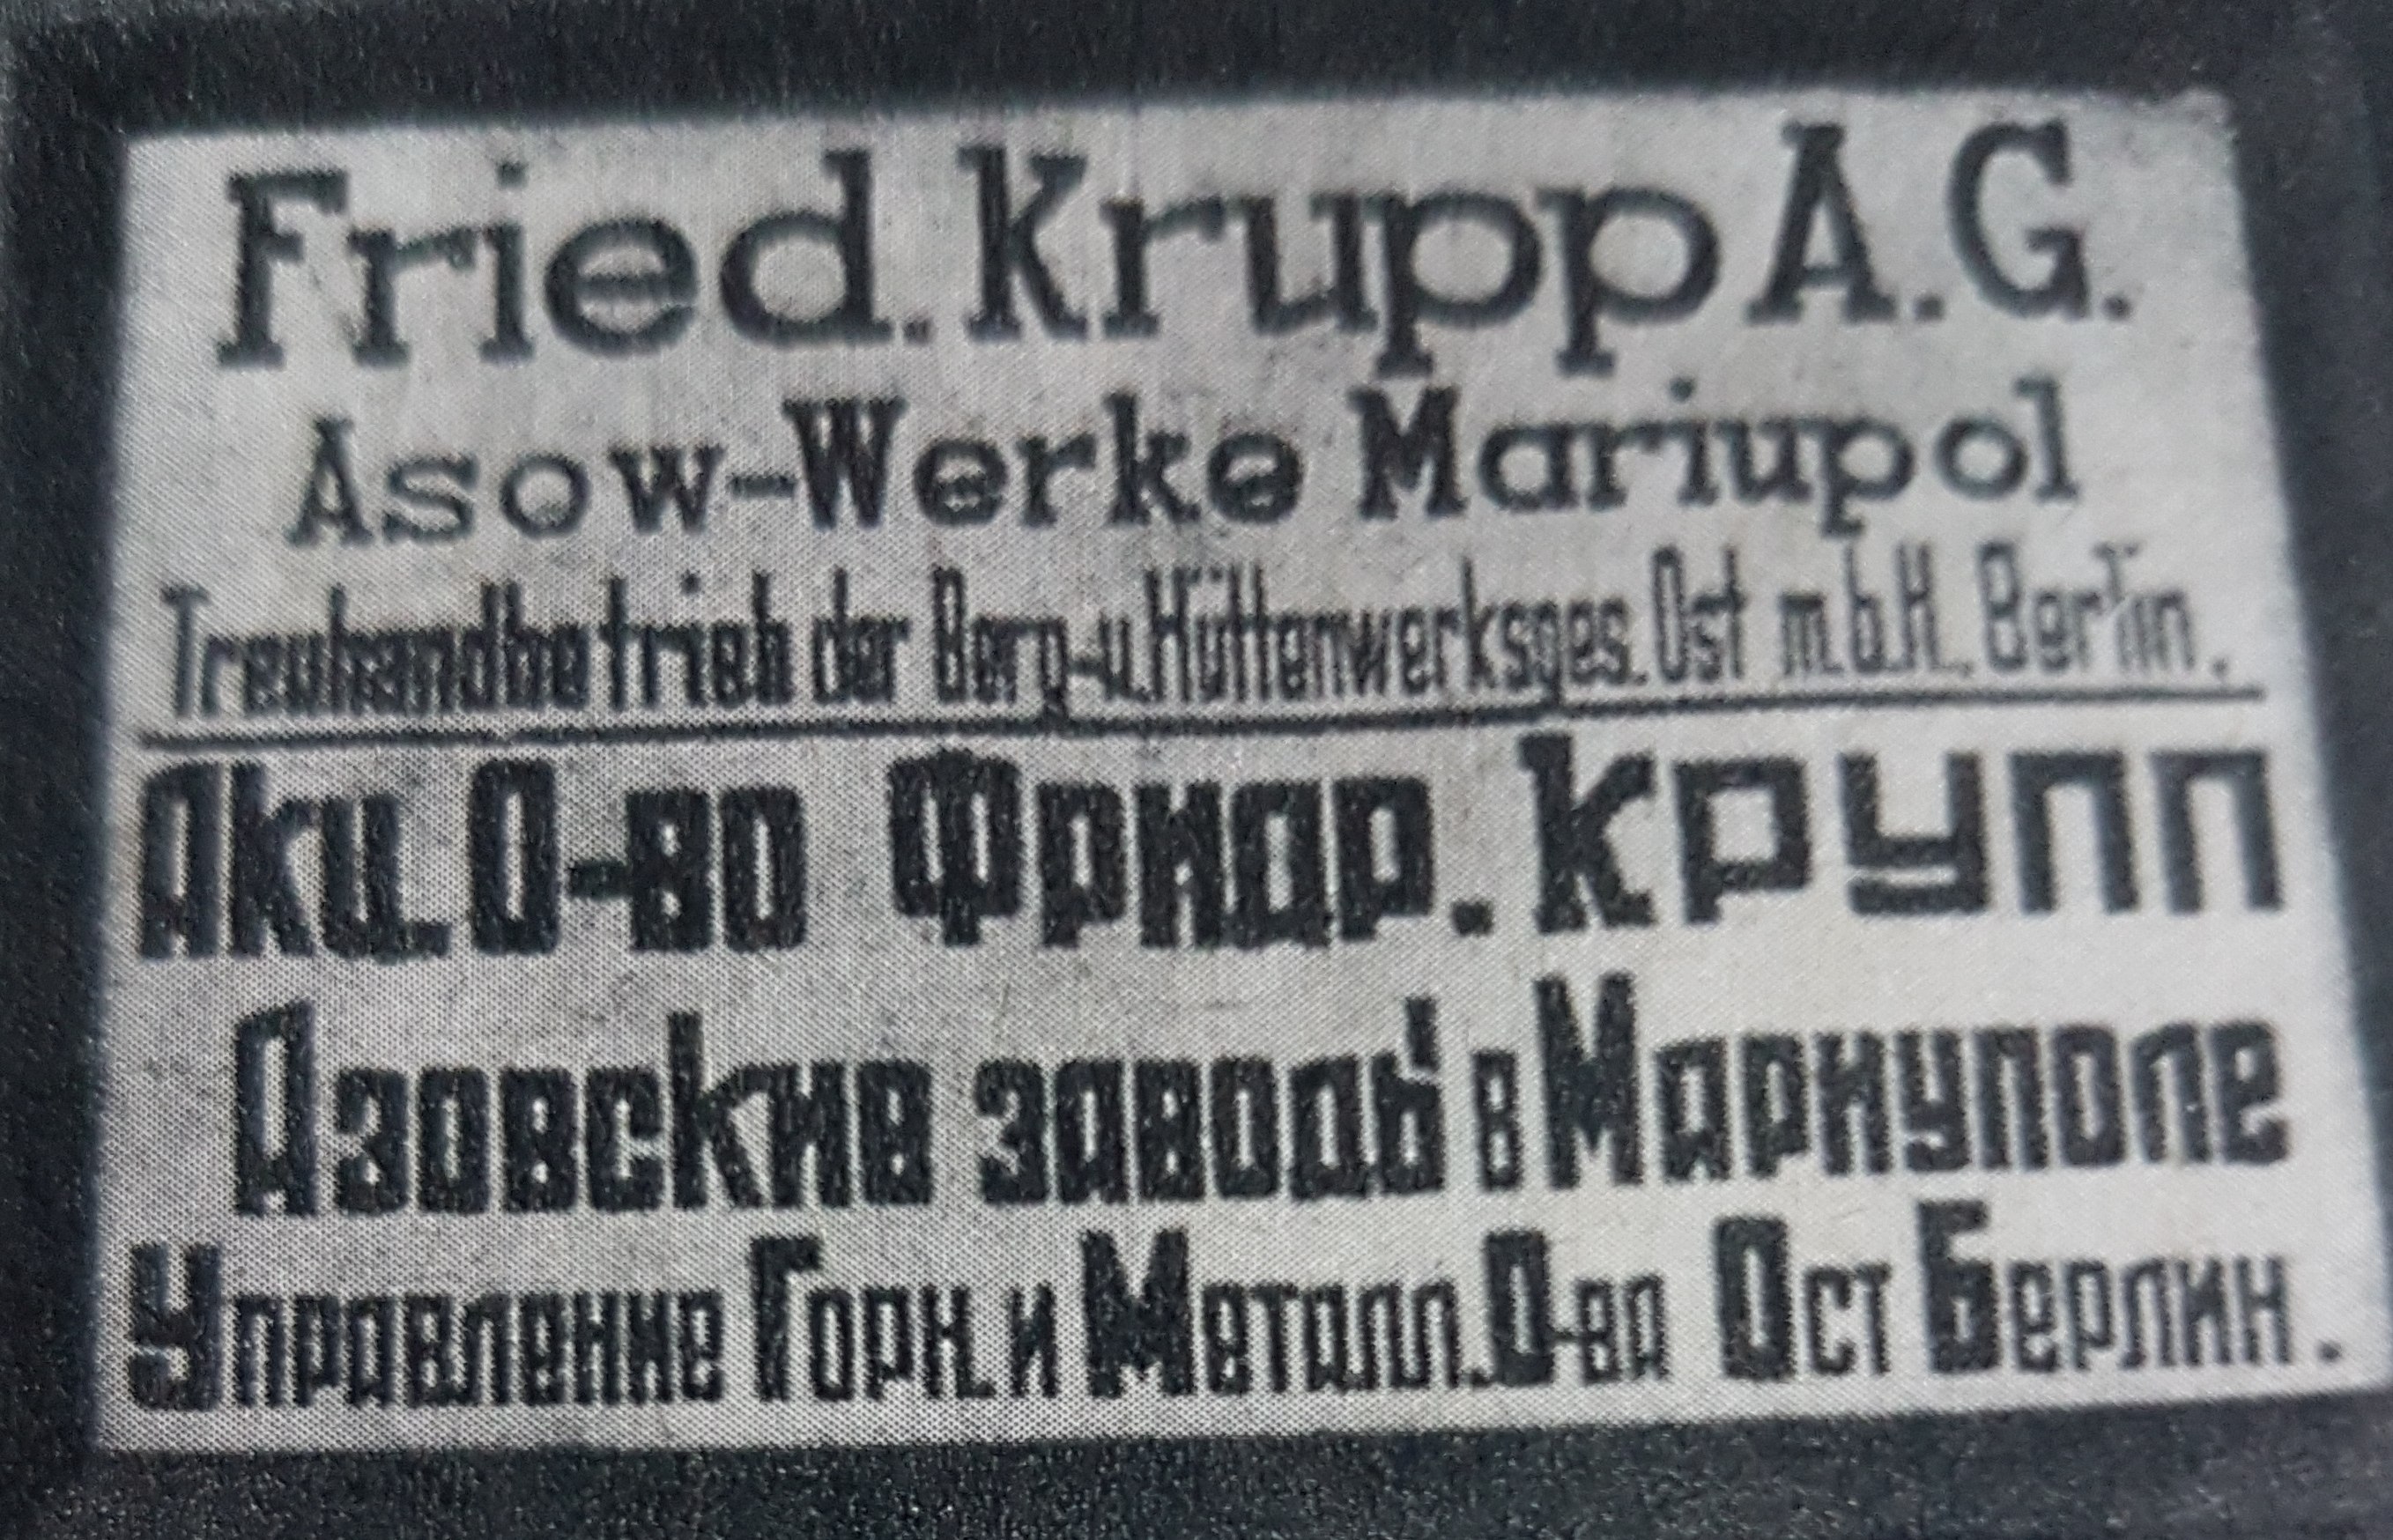 Fried. Krupp A.G.
Asow-Werke Mariupol
Treuhandbetrieb der Berg-u.Hüttenwerksges. Ost m.b.H., Berlin.
Акц. О-во Фридр. Крупп
Азовские заводы в Мариуполе
Управление Горн. и Металл. О-ва Ост Берлин.